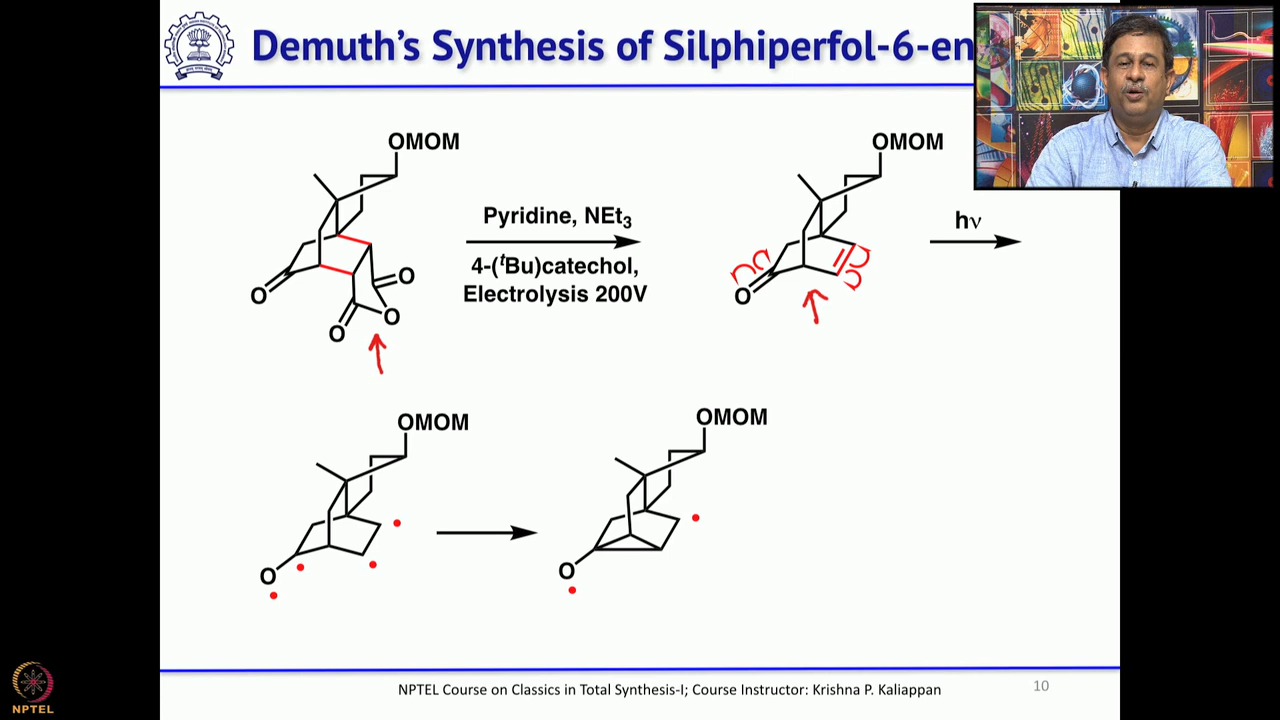 Demuth's Synthesis of Silphiperfol-6-en
OMOM
O
O
O
O
Pyridine, NEt3
4-(tBu)catechol,
Electrolysis 200V
OMOM
O
hν
OMOM
O
OMOM
O
NPTEL Course on Classics in Total Synthesis-I; Course Instructor: Krishna P. Kaliappan
10
NPTEL